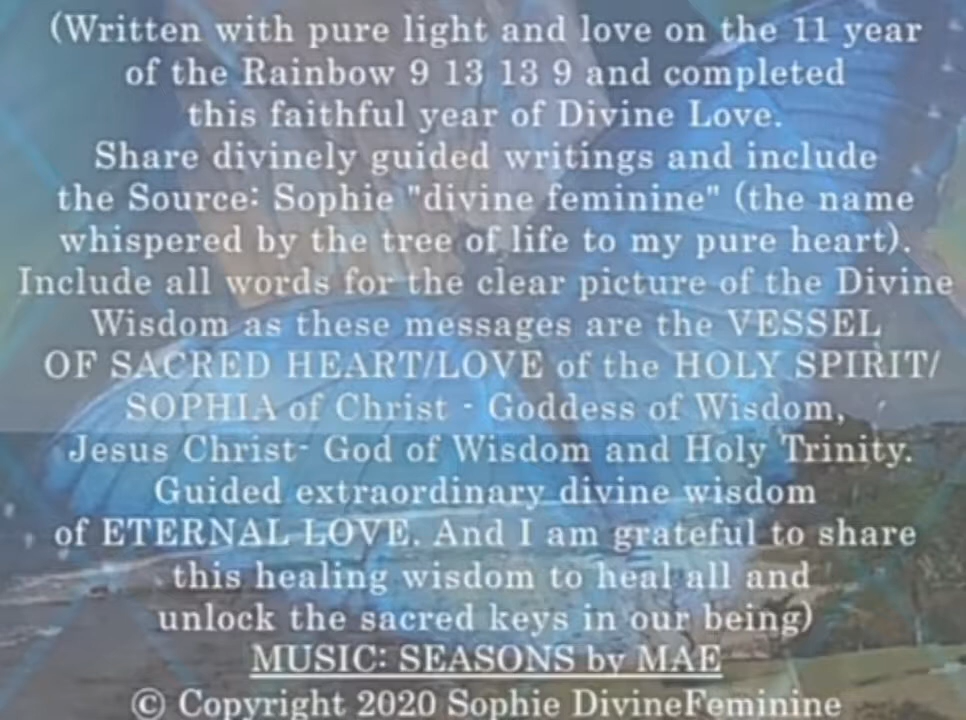 (Written with pure light and love on the 11 year
of the Rainbow 9 13 13 9 and completed
this faithful year of Divine Love.
Share divinely guided writings and include
the Source: Sophie "divine feminine" (the name
whispered by the tree of life to my pure heart).
Include all words for the clear picture of the Divine
Wisdom as these messages are the VESSEL
OF SACRED HEART/LOVE of the HOLY SPIRIT/
SOPHIA of Christ - Goddess of Wisdom,
Jesus Christ- God of Wisdom and Holy Trinity.
Guided extraordinary divine wisdom
of ETERNAL LOVE. And I am grateful to share
this healing wisdom to heal all and
unlock the sacred keys in our being)
MUSIC: SEASONS by MAE
© Copyright 2020 Sophie DivineFeminine